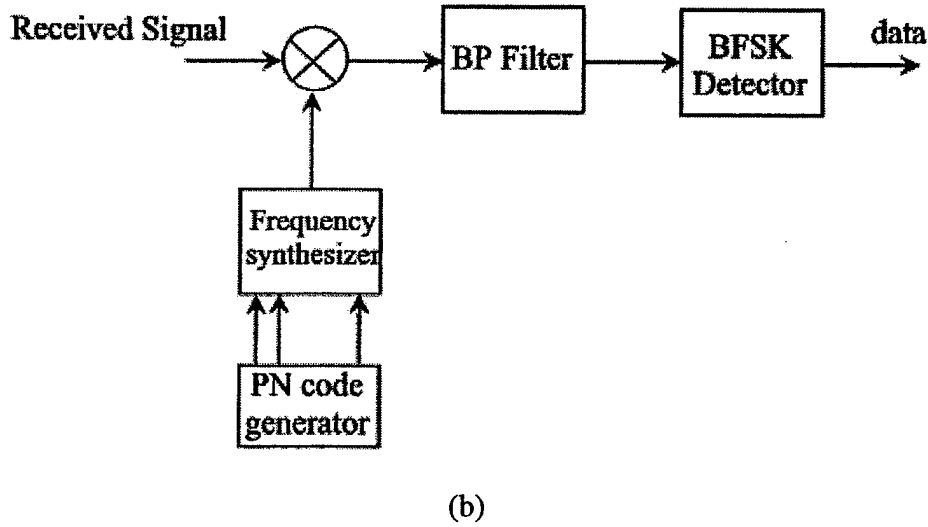 Received Signal
BP Filter
BFSK
Detector
data
Frequency
synthesizer
PN code
generator
(b)